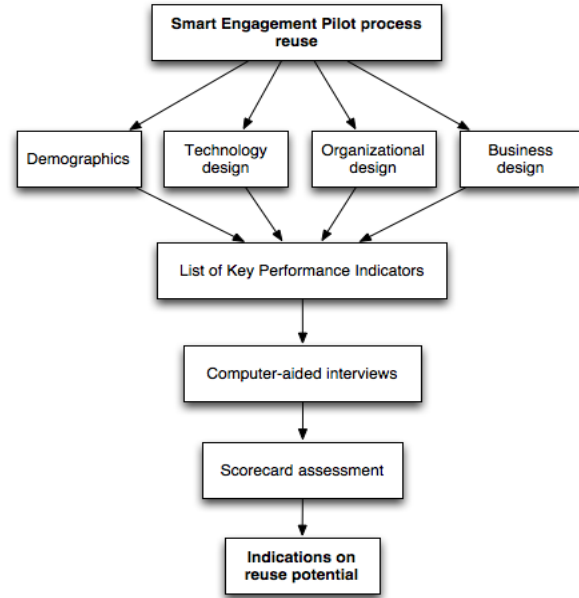 Smart Engagement Pilot process
reuse
Demographics
Technology
design
Organizational
design
Business
design
List of Key Performance Indicators
Computer-aided interviews
Scorecard assessment
Indications on
reuse potential